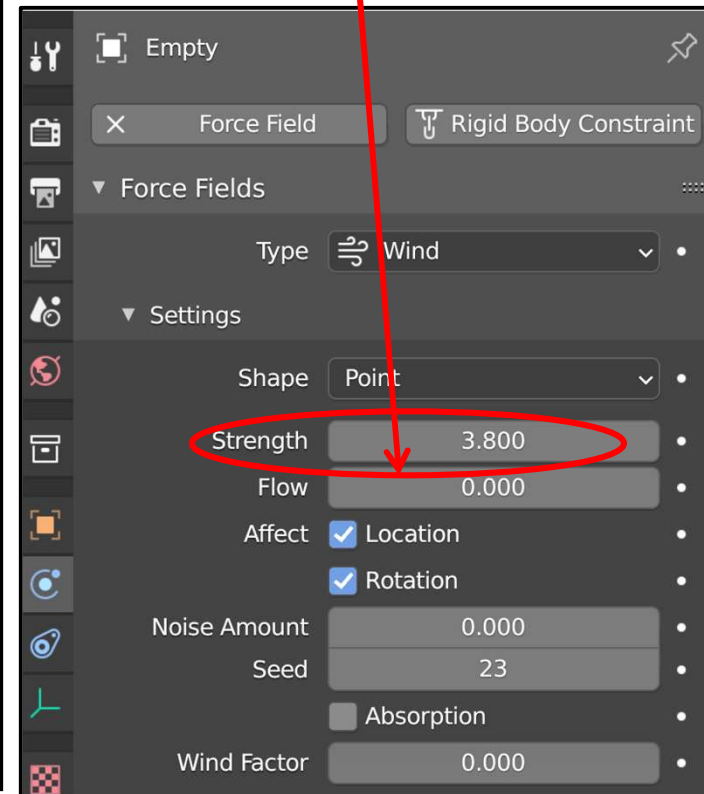 Empty
Force Field Rigid Body Constraint
Force Fields
Type Wind
Settings
Shape Point
Strength 3.800
Flow 0.000
Affect Location
Rotation
Noise Amount 0.000
Seed 23
Absorption
Wind Factor 0.000